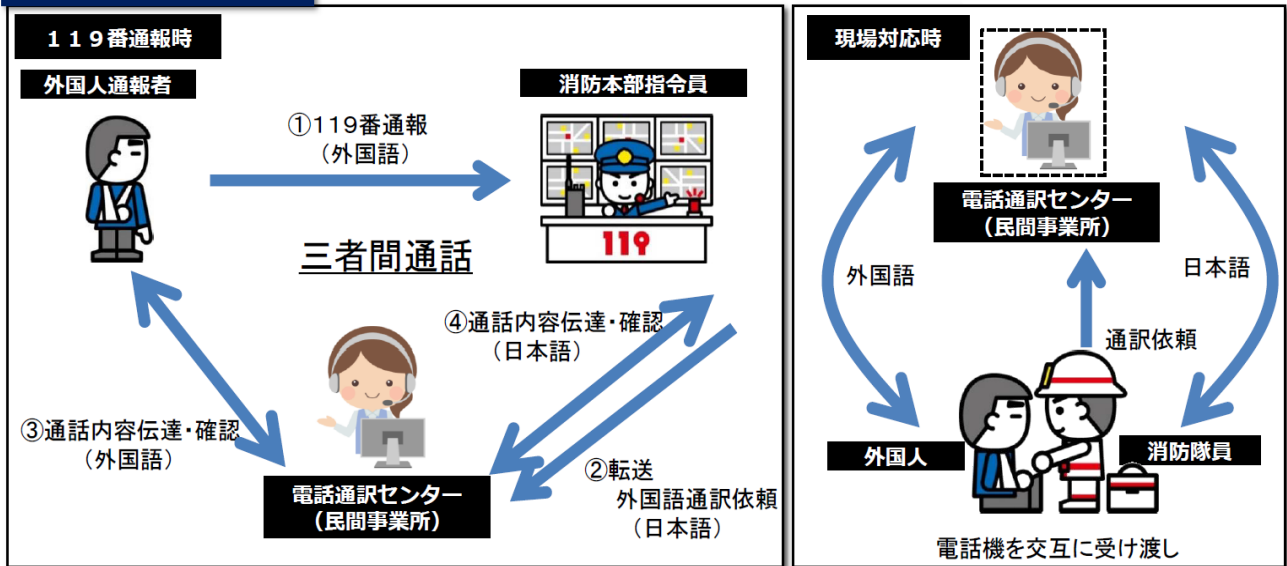 119番通報時
外国人通報者
消防本部指令員
①119番通報
(外国語)
119
三者間通話
④通話内容伝達・確認
(日本語)
③通話内容伝達・確認
(外国語)
②転送
外国語通訳依頼
(日本語)
電話通訳センター
(民間事業所)
現場対応時
電話通訳センター
(民間事業所)
外国語
日本語
通訳依頼
外国人
消防隊員
電話機を交互に受け渡し